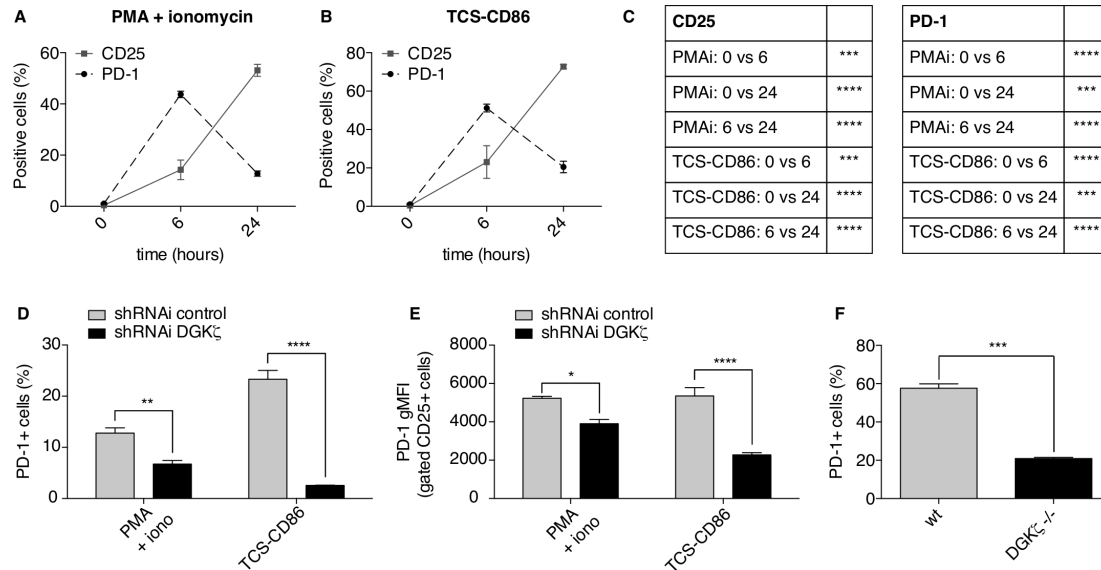 A
PMA + ionomycin
CD25
PD-1
Positive cells (%)
60
40
20
0
0
6
24
time (hours)
B
TCS-CD86
CD25
PD-1
Positive cells (%)
80
60
40
20
0
0
6
24
time (hours)
C
CD25
PMAi: 0 vs 6 ***
PMAi: 0 vs 24 ****
PMAi: 6 vs 24 ****
TCS-CD86: 0 vs 6 ***
TCS-CD86: 0 vs 24 ****
TCS-CD86: 6 vs 24 ****
PD-1
PMAi: 0 vs 6 ****
PMAi: 0 vs 24 ***
PMAi: 6 vs 24 ****
TCS-CD86: 0 vs 6 ****
TCS-CD86: 0 vs 24 ***
TCS-CD86: 6 vs 24 ****
D
shRNAi control
shRNAi DGKζ
PD-1+ cells (%)
30
20
10
0
**
****
PMA
+ iono
TCS-CD86
E
shRNAi control
shRNAi DGKζ
PD-1 gMFI
(gated CD25+ cells)
8000
6000
4000
2000
0
*
****
PMA
+ iono
TCS-CD86
F
PD-1+ cells (%)
80
60
40
20
0
***
wt
DGKζ -/-